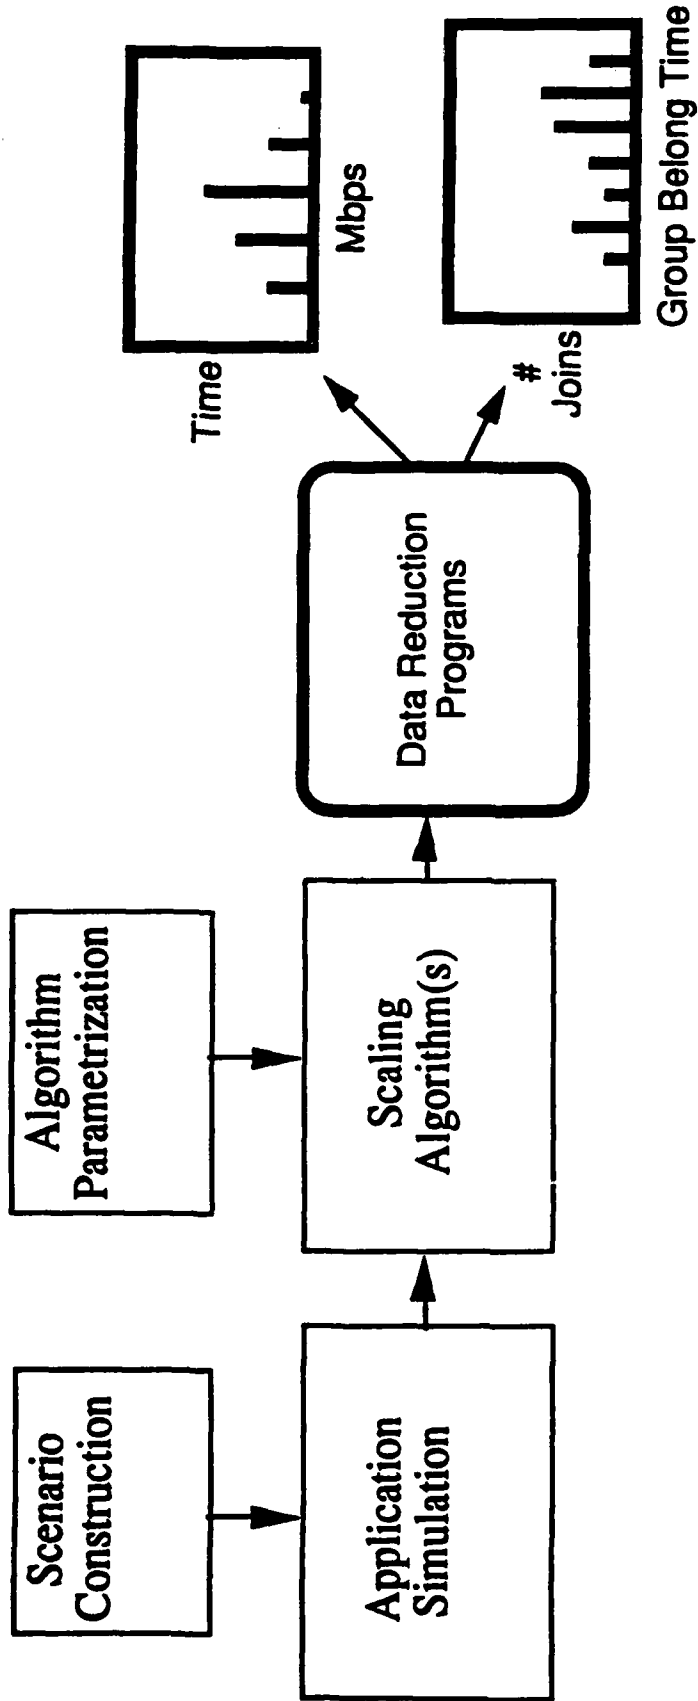 Scenario
Construction
Algorithm
Parametrization
Application
Simulation
Scaling
Algorithm(s)
Data Reduction
Programs
Time
Mbps
#
Joins
Group Belong Time